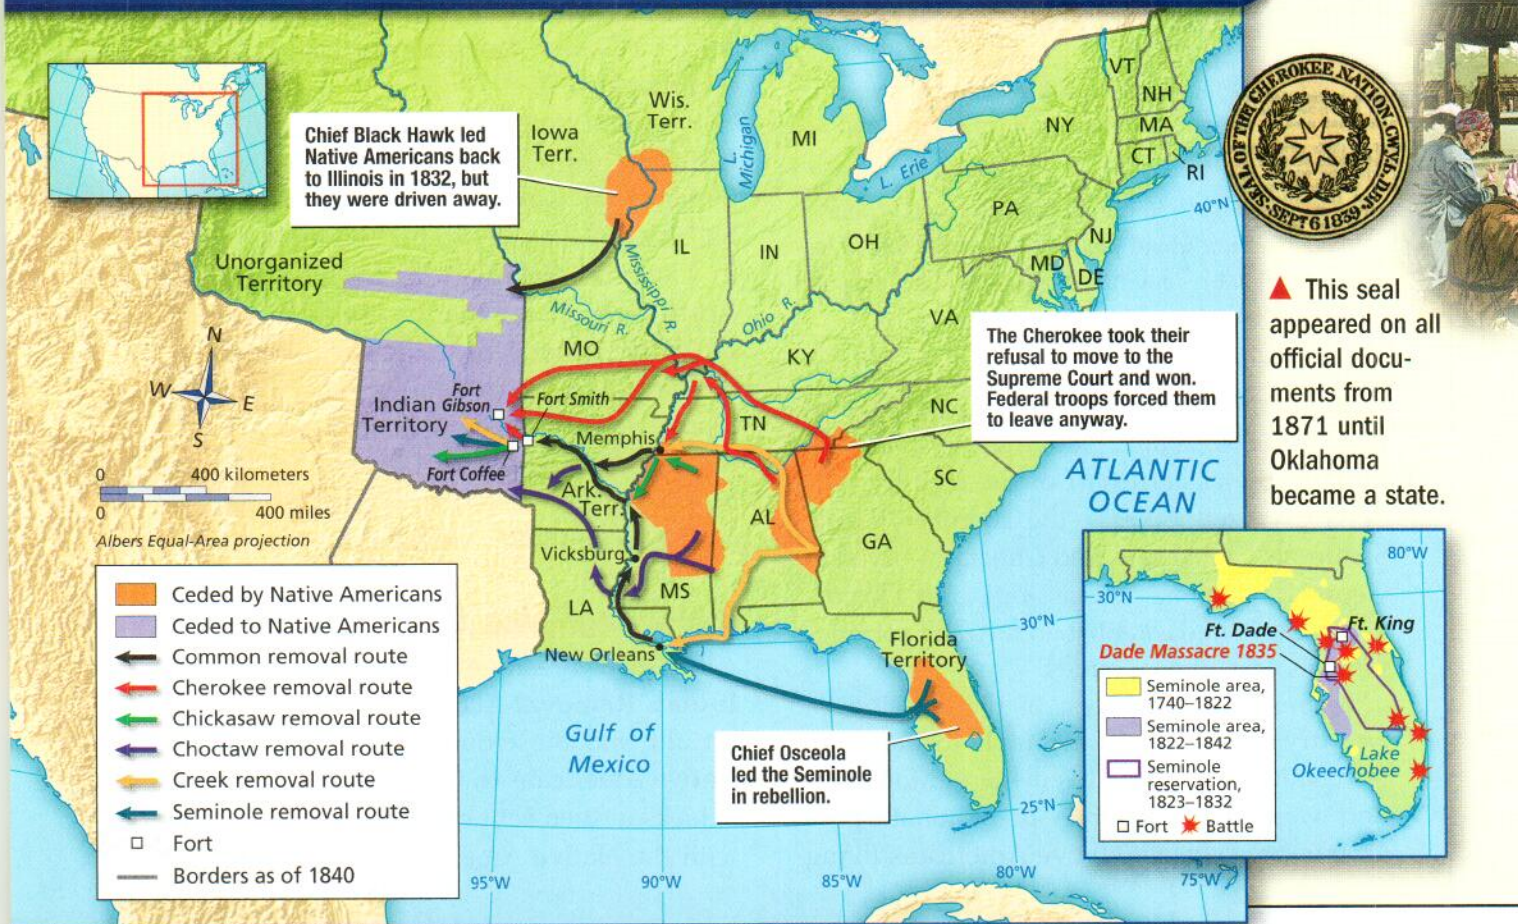 Chief Black Hawk led
Native Americans back
to Illinois in 1832, but
they were driven away.
Iowa
Terr.
Wis.
Terr.
L.
Michigan
MI
L. Erie
NY
VT
NH
MA
CT
RI
40°N
PA
NJ
MD
DE
OH
IN
IL
Unorganized
Territory
Mississippi R.
Missouri R.
Ohio R.
VA
MO
KY
The Cherokee took their
refusal to move to the
Supreme Court and won.
Federal troops forced them
to leave anyway.
N
W
E
S
Fort
Gibson
Indian
Territory
Fort Smith
Fort Coffee
Memphis
TN
NC
SC
ATLANTIC
OCEAN
0
400 kilometers
0
400 miles
Albers Equal-Area projection
Ark.
Terr.
AL
GA
Vicksburg
MS
LA
New Orleans
30°N
Florida
Territory
Gulf of
Mexico
Chief Osceola
led the Seminole
in rebellion.
25°N
95°W
90°W
85°W
80°W
75°W
Ceded by Native Americans
Ceded to Native Americans
Common removal route
Cherokee removal route
Chickasaw removal route
Choctaw removal route
Creek removal route
Seminole removal route
Fort
Borders as of 1840
SEAL OF THE CHEROKEE NATION
SEPT. 6 1839
This seal
appeared on all
official docu-
ments from
1871 until
Oklahoma
became a state.
80°W
30°N
Ft. Dade
Ft. King
Dade Massacre 1835
Seminole area,
1740–1822
Seminole area,
1822–1842
Seminole
reservation,
1823–1832
Fort
Battle
Lake
Okeechobee